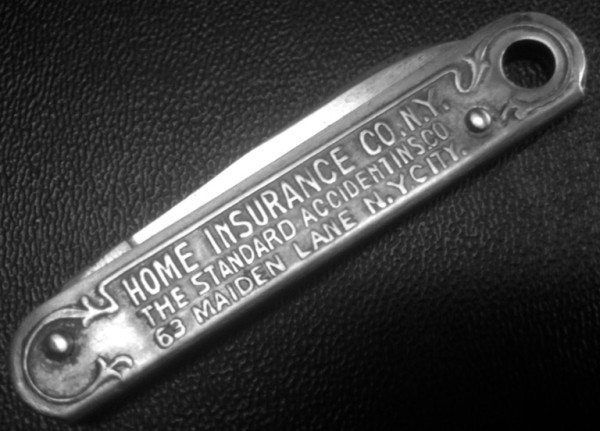 HOME INSURANCE CO. N.Y.
THE STANDARD ACCIDENT INS. CO
63 MAIDEN LANE N.Y CITY.